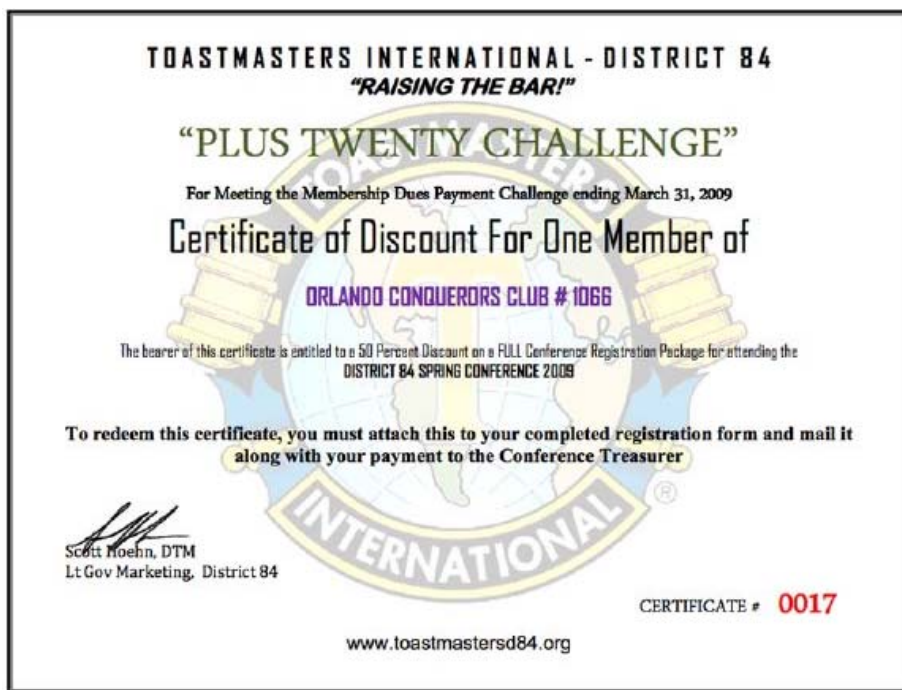 TOASTMASTERS INTERNATIONAL - DISTRICT 84
"RAISING THE BAR!"
"PLUS TWENTY CHALLENGE"
For Meeting the Membership Dues Payment Challenge ending March 31, 2009
Certificate of Discount For One Member of
ORLANDO CONQUERORS CLUB # 1066
The bearer of this certificate is entitled to a 50 Percent Discount on a FULL Conference Registration Package for attending the
DISTRICT 84 SPRING CONFERENCE 2009
To redeem this certificate, you must attach this to your completed registration form and mail it
along with your payment to the Conference Treasurer
Scott Hoehn, DTM
Lt Gov Marketing, District 84
CERTIFICATE # 0017
www.toastmastersd84.org
TOASTMASTERS
INTERNATIONAL
®